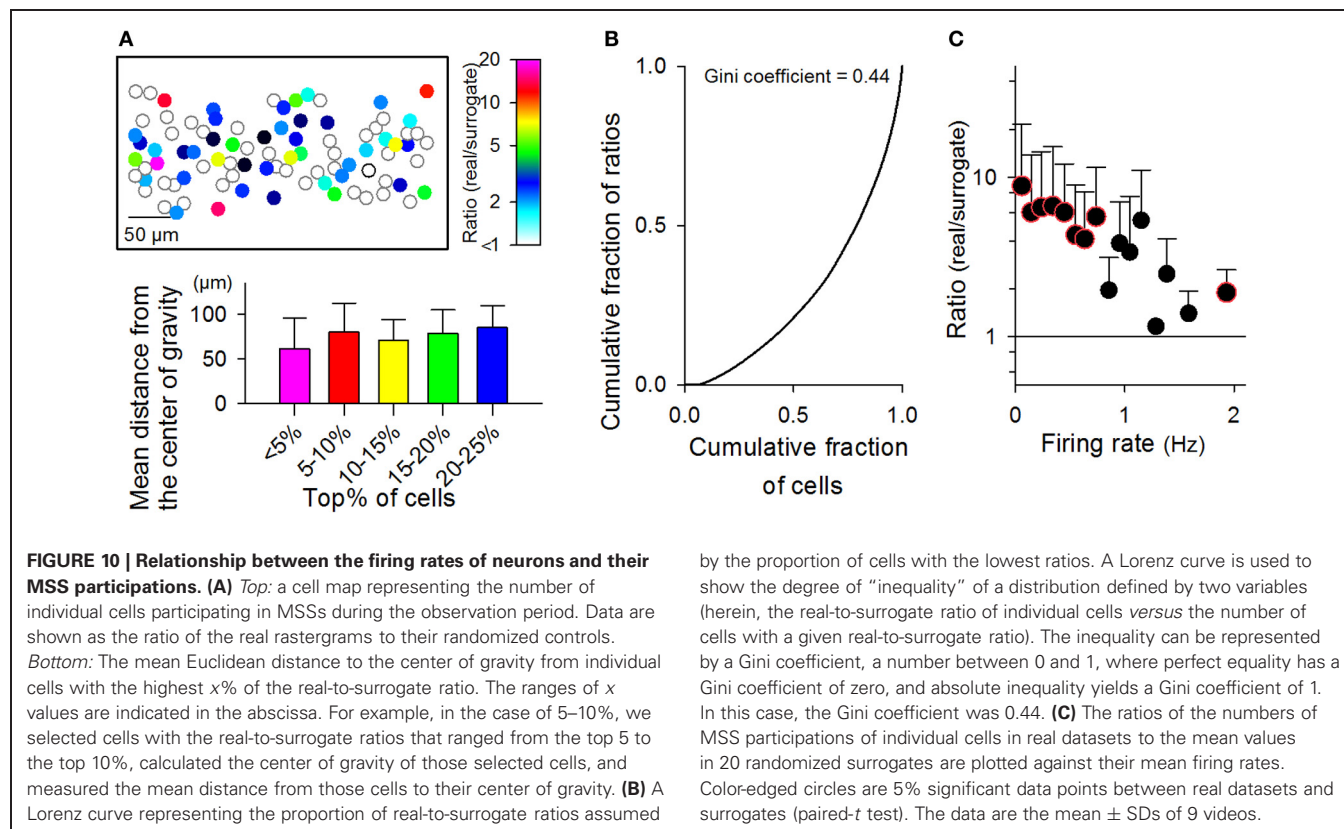 A
20
10
5
2
<1
Ratio (real/surrogate)
50 µm
(µm)
100
50
0
Mean distance from
the center of gravity
<5%
5-10%
10-15%
15-20%
20-25%
Top% of cells
B
1.0
Gini coefficient = 0.44
0.5
0.0
Cumulative fraction of ratios
0.0
0.5
1.0
Cumulative fraction
of cells
C
10
1
Ratio (real/surrogate)
0
1
2
Firing rate (Hz)
FIGURE 10 | Relationship between the firing rates of neurons and their
MSS participations. (A) Top: a cell map representing the number of
individual cells participating in MSSs during the observation period. Data are
shown as the ratio of the real rastergrams to their randomized controls.
Bottom: The mean Euclidean distance to the center of gravity from individual
cells with the highest x% of the real-to-surrogate ratio. The ranges of x
values are indicated in the abscissa. For example, in the case of 5–10%, we
selected cells with the real-to-surrogate ratios that ranged from the top 5 to
the top 10%, calculated the center of gravity of those selected cells, and
measured the mean distance from those cells to their center of gravity. (B) A
Lorenz curve representing the proportion of real-to-surrogate ratios assumed
by the proportion of cells with the lowest ratios. A Lorenz curve is used to
show the degree of “inequality” of a distribution defined by two variables
(herein, the real-to-surrogate ratio of individual cells versus the number of
cells with a given real-to-surrogate ratio). The inequality can be represented
by a Gini coefficient, a number between 0 and 1, where perfect equality has a
Gini coefficient of zero, and absolute inequality yields a Gini coefficient of 1.
In this case, the Gini coefficient was 0.44. (C) The ratios of the numbers of
MSS participations of individual cells in real datasets to the mean values
in 20 randomized surrogates are plotted against their mean firing rates.
Color-edged circles are 5% significant data points between real datasets and
surrogates (paired-t test). The data are the mean ± SDs of 9 videos.